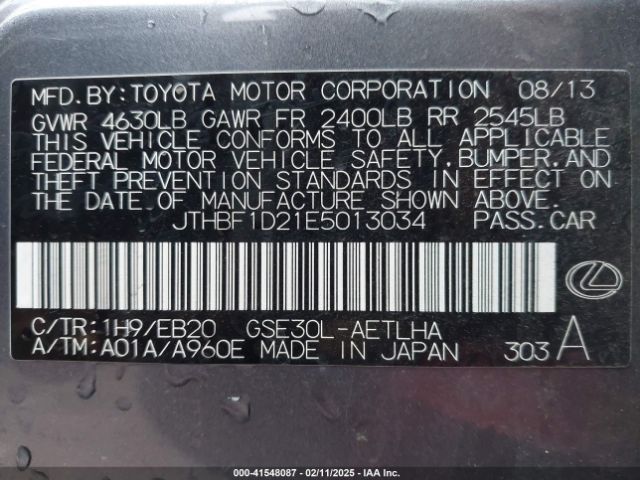 MFD.BY:TOYOTA MOTOR CORPORATION 08/13
GVWR 4630LB GAWR FR 2400LB RR 2545LB
THIS VEHICLE CONFORMS TO ALL APPLICABLE
FEDERAL MOTOR VEHICLE SAFETY,BUMPER,AND
THEFT PREVENTION STANDARDS IN EFFECT ON
THE DATE OF MANUFACTURE SHOWN ABOVE.
JTHBF1D21E5013034 PASS.CAR
C/TR:1H9/EB20 GSE30L-AETLHA
A/TM:A01A/A960E MADE IN JAPAN 303 A
000-41548087 - 02/11/2025 - IAA Inc.